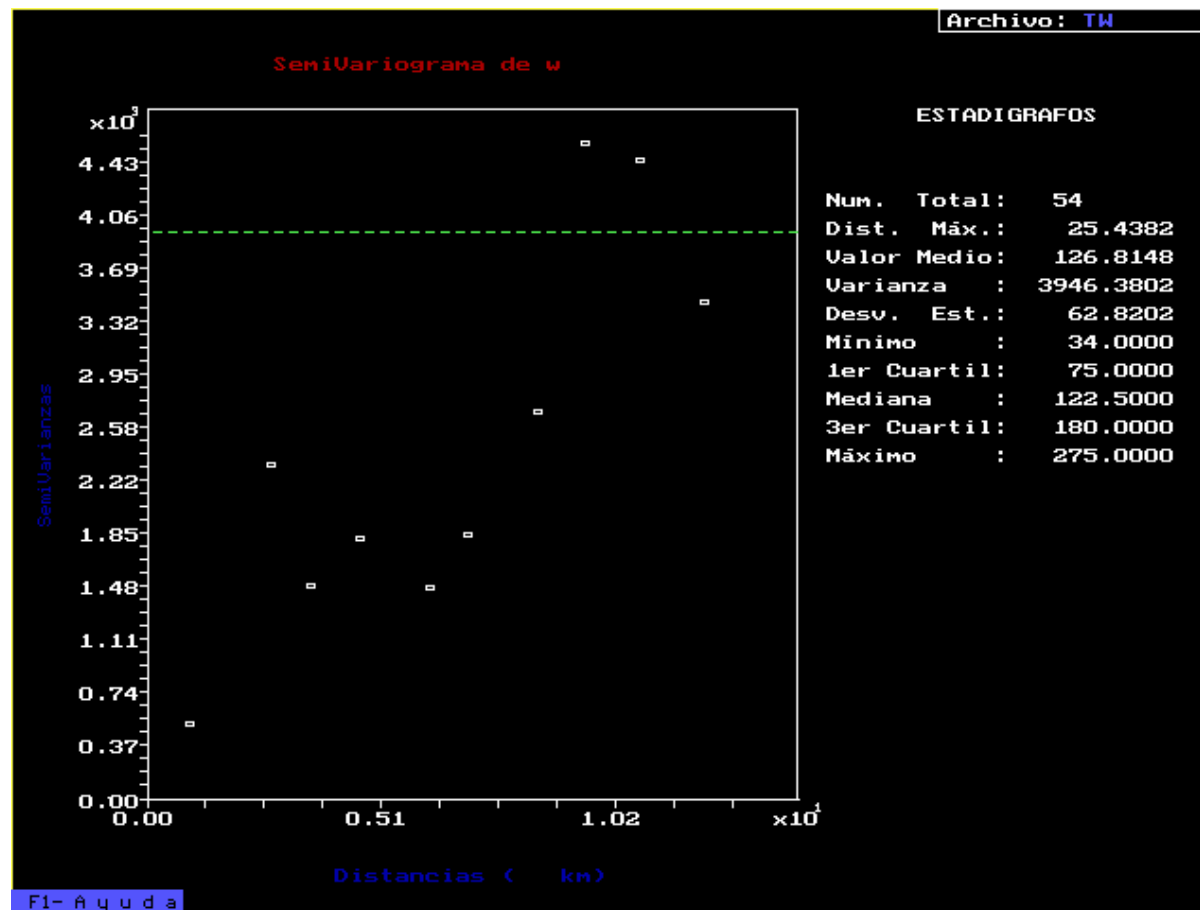 Archivo: TW
SemiVariograma de w
x10³
4.43
4.06
3.69
3.32
2.95
2.58
2.22
1.85
1.48
1.11
0.74
0.37
0.00
SemiVarianzas
0.00 0.51 1.02 x10¹
Distancias ( km)
ESTADIGRAFOS
Num. Total: 54
Dist. Máx.: 25.4382
Valor Medio: 126.8148
Varianza : 3946.3802
Desv. Est.: 62.8202
Mínimo : 34.0000
1er Cuartil: 75.0000
Mediana : 122.5000
3er Cuartil: 180.0000
Máximo : 275.0000
F1- A y u d a